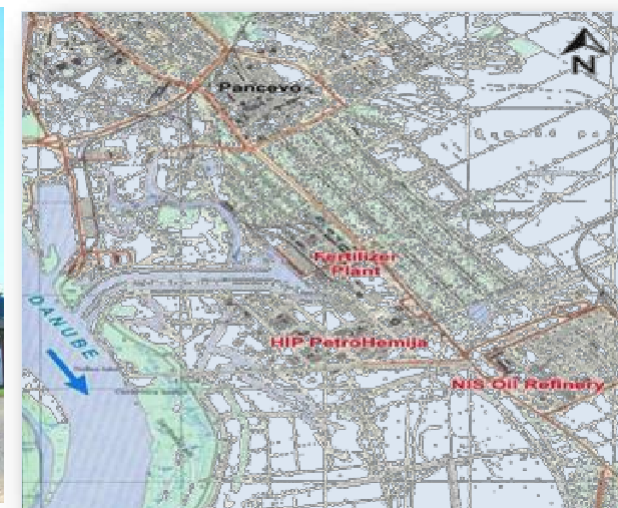 N
Pancevo
Fertilizer
Plant
HIP PetroHemija
NIS Oil Refinery
DANUBE